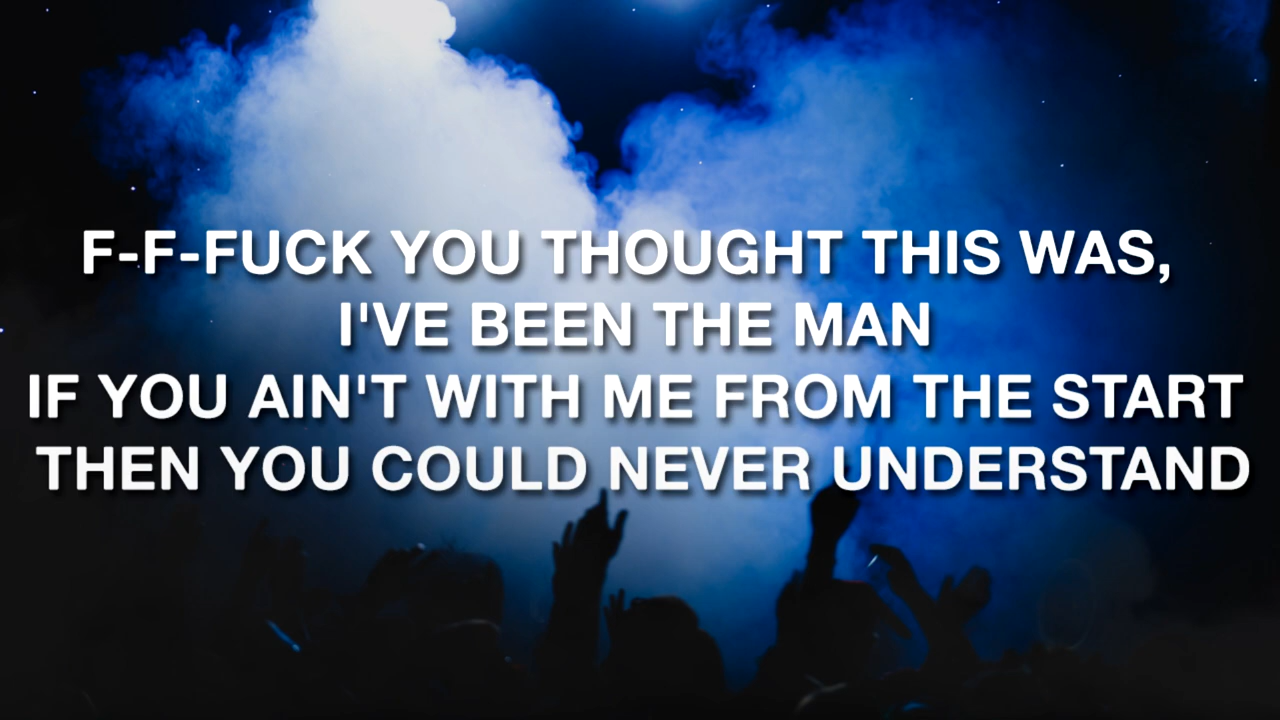 F-F-FUCK YOU THOUGHT THIS WAS,
I'VE BEEN THE MAN
IF YOU AIN'T WITH ME FROM THE START
THEN YOU COULD NEVER UNDERSTAND